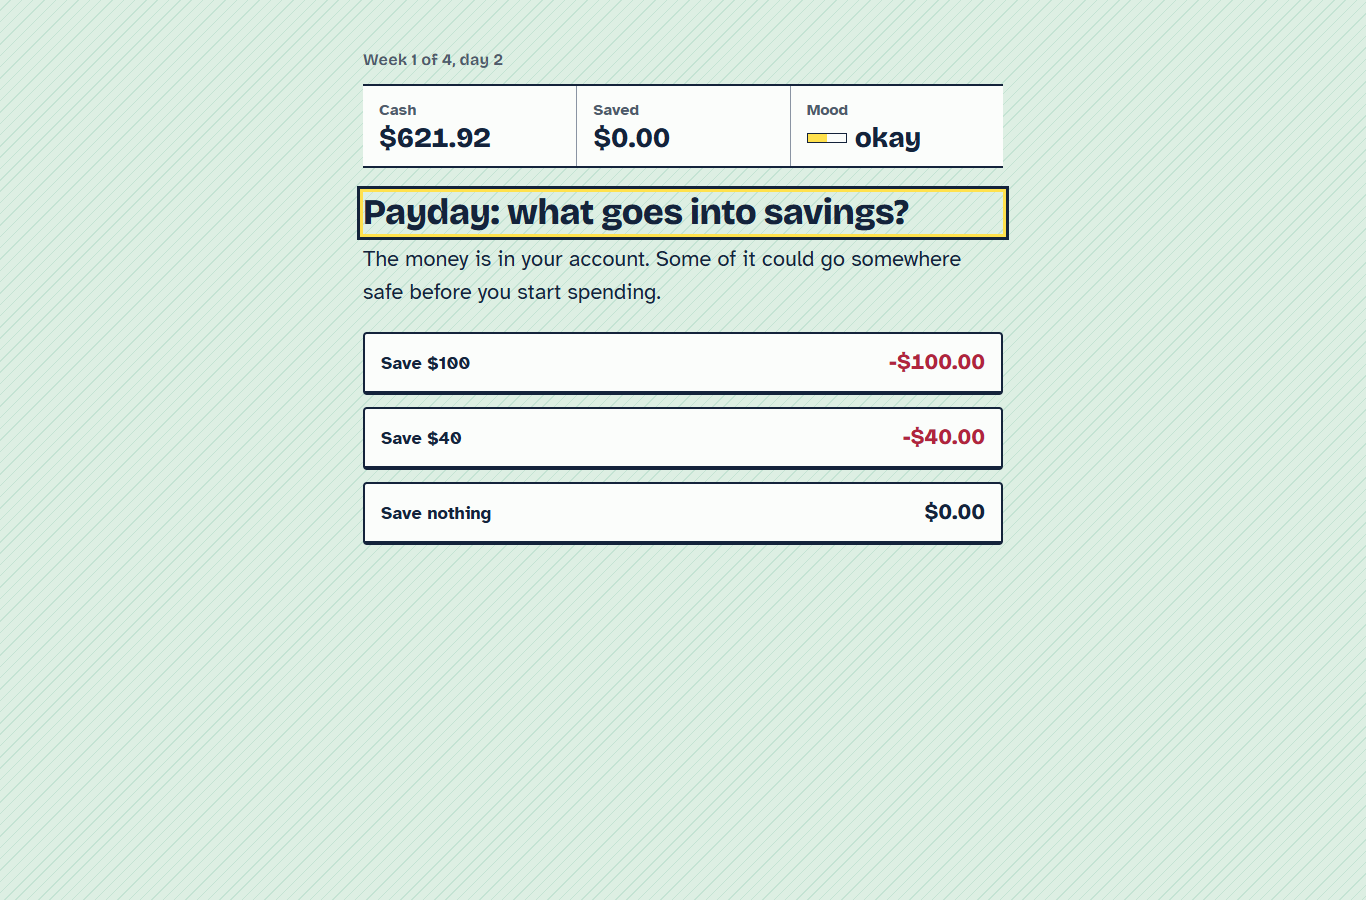 Week 1 of 4, day 2
Cash
$621.92
Saved
$0.00
Mood
okay
Payday: what goes into savings?
The money is in your account. Some of it could go somewhere
safe before you start spending.
Save $100
-$100.00
Save $40
-$40.00
Save nothing
$0.00